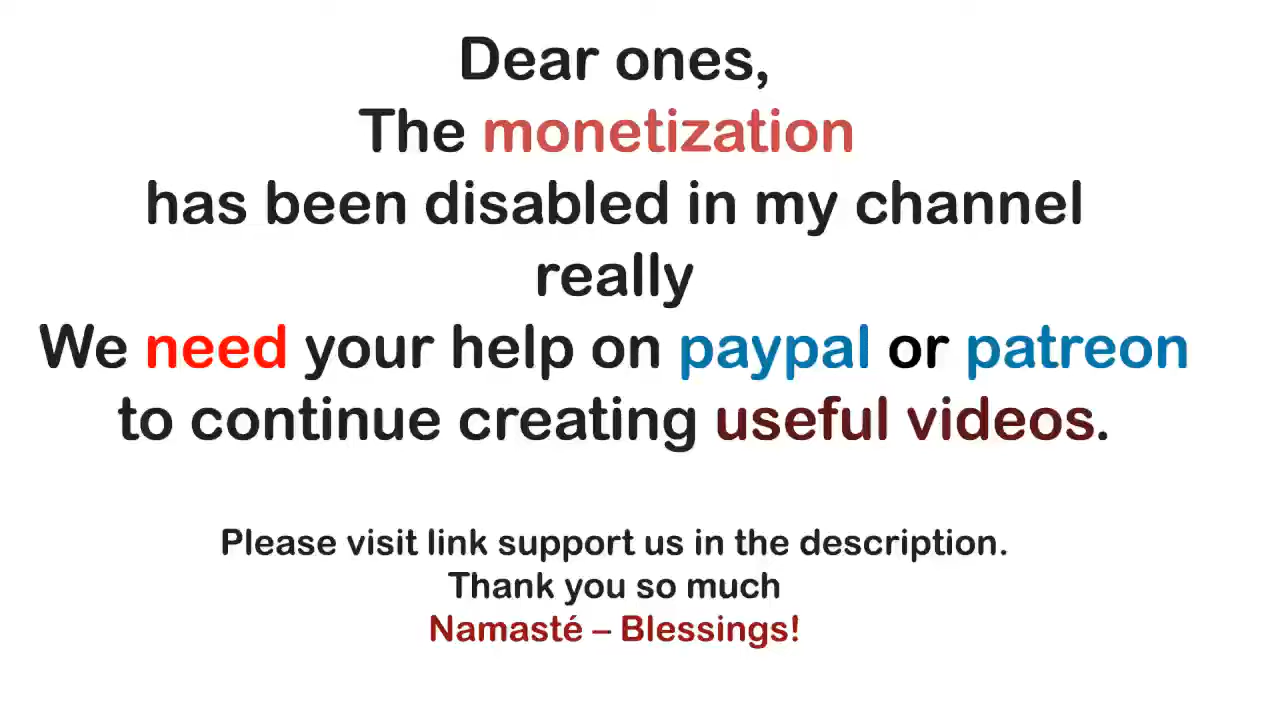 Dear ones,
The monetization
has been disabled in my channel
really
We need your help on paypal or patreon
to continue creating useful videos.
Please visit link support us in the description.
Thank you so much
Namasté – Blessings!